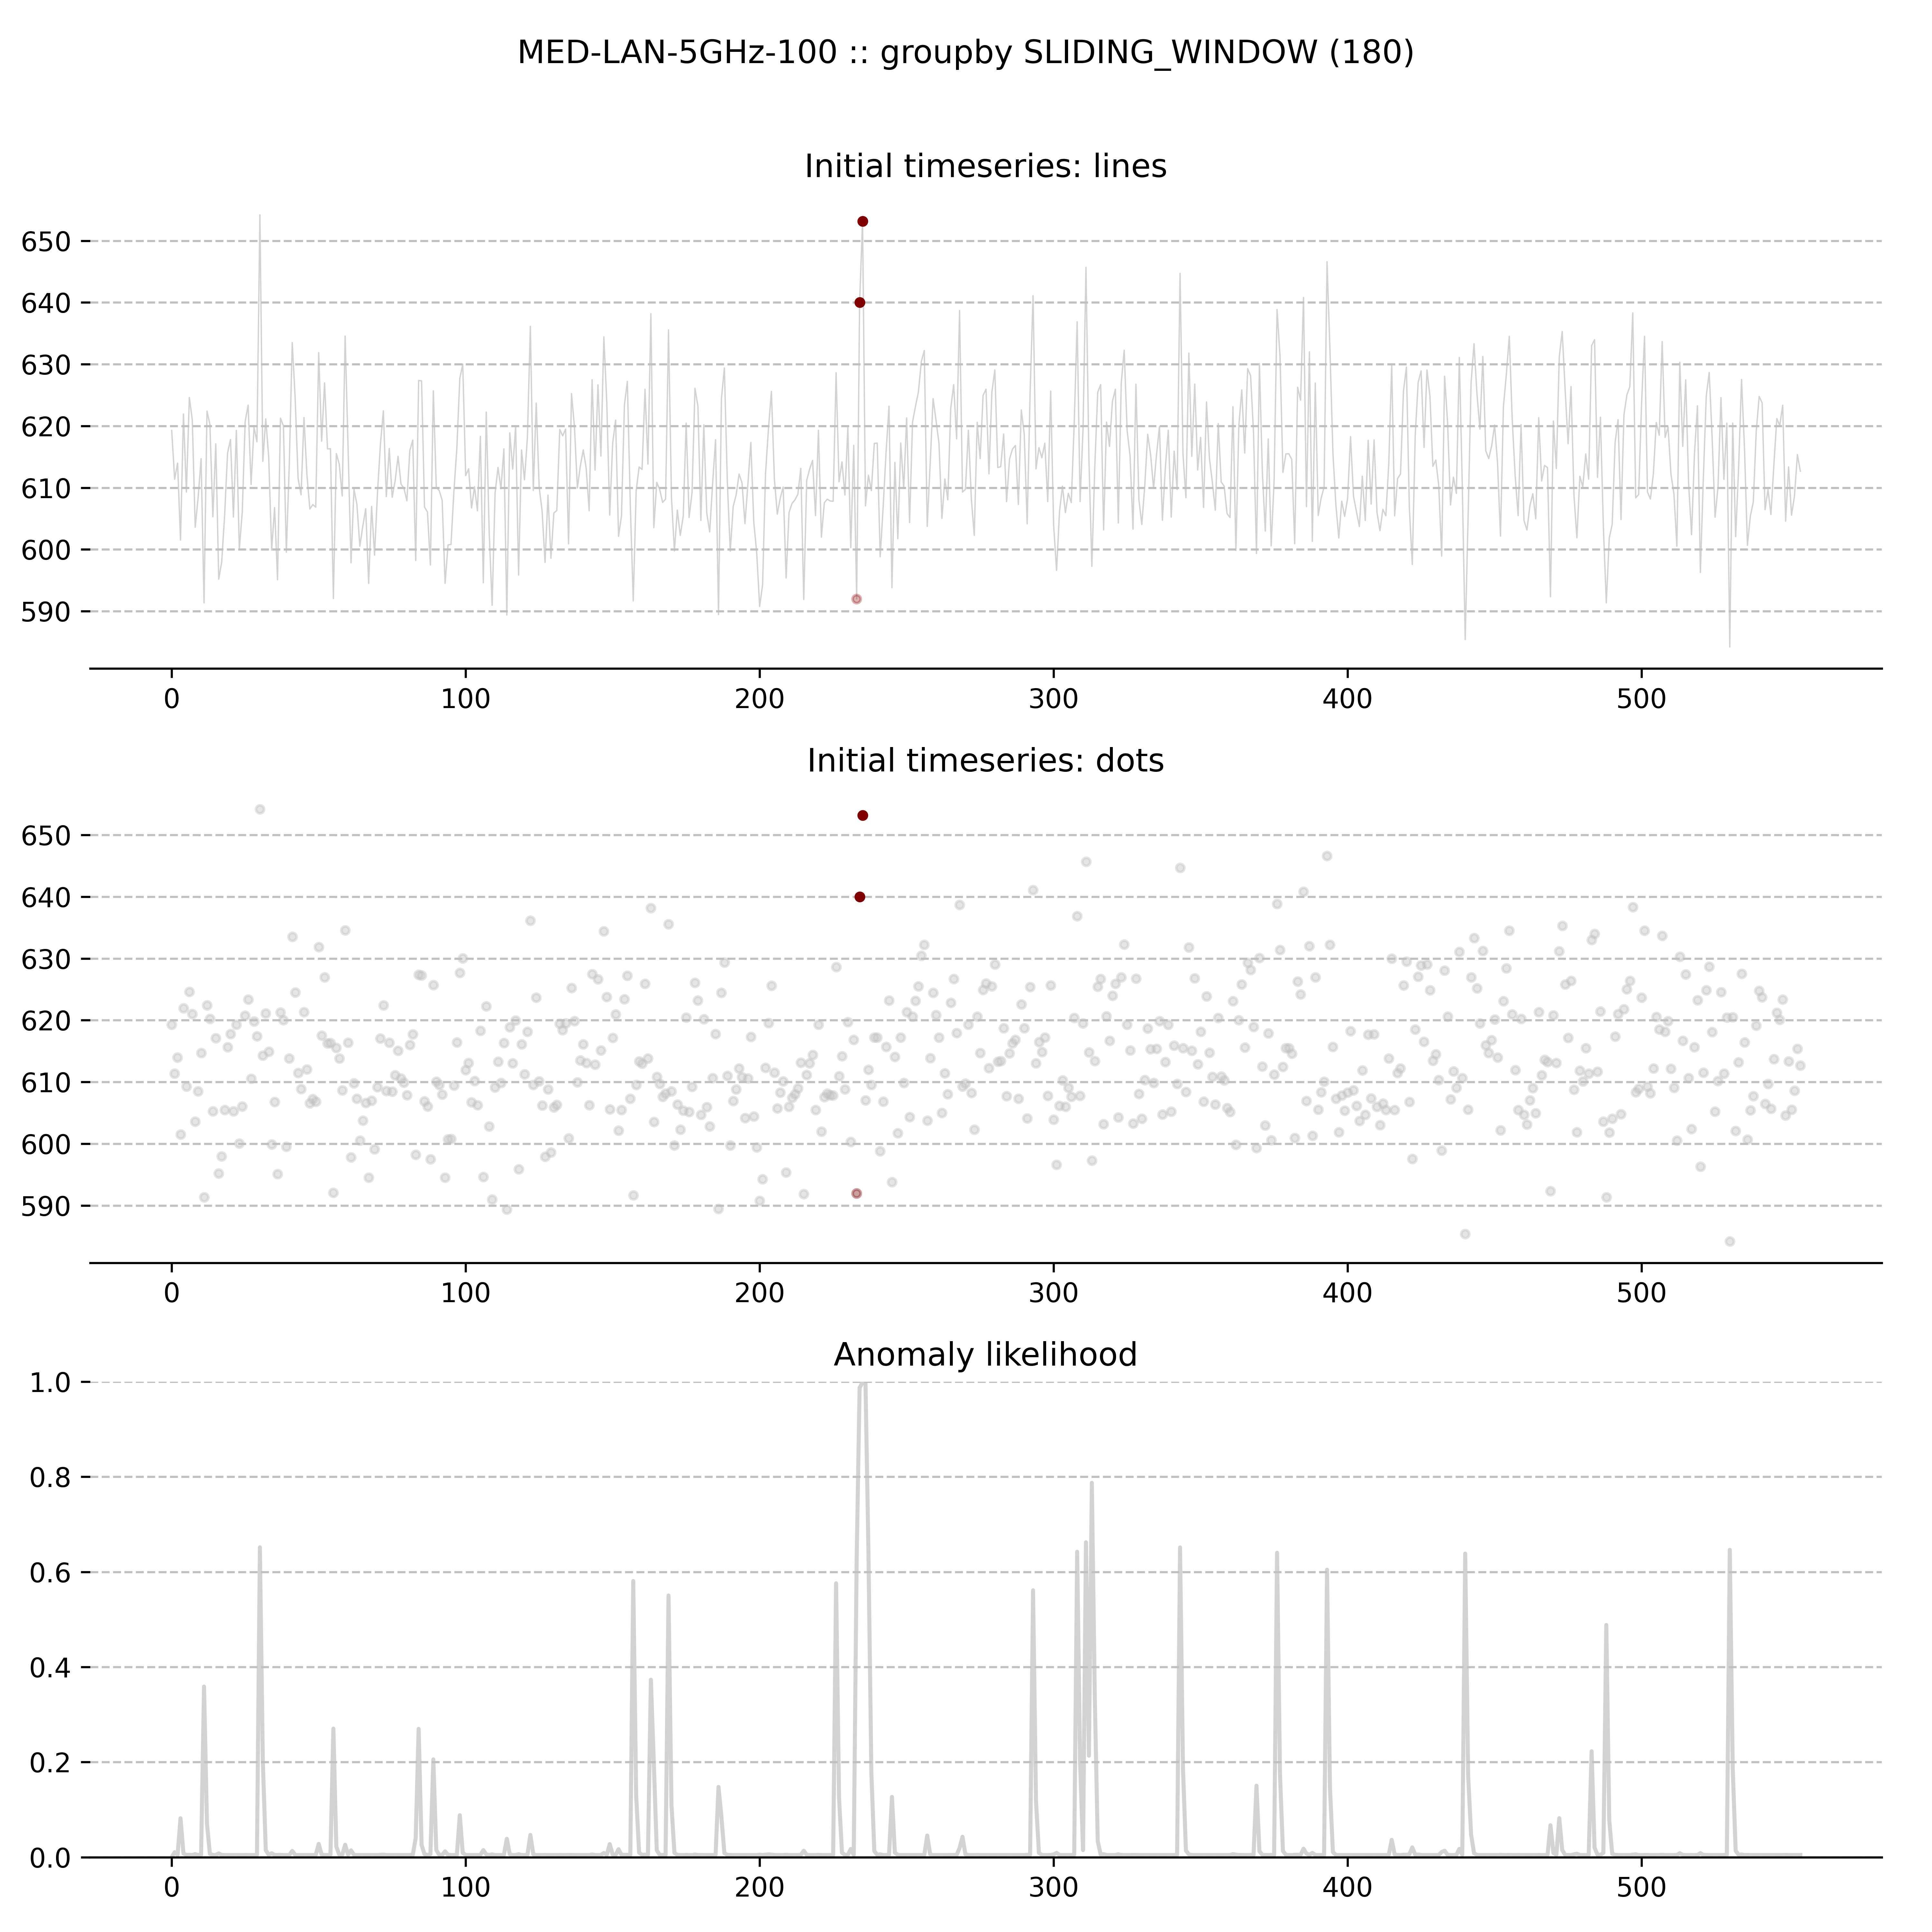 MED-LAN-5GHz-100 :: groupby SLIDING_WINDOW (180)
Initial timeseries: lines
650
640
630
620
610
600
590
0 100 200 300 400 500
Initial timeseries: dots
650
640
630
620
610
600
590
0 100 200 300 400 500
Anomaly likelihood
1.0
0.8
0.6
0.4
0.2
0.0
0 100 200 300 400 500